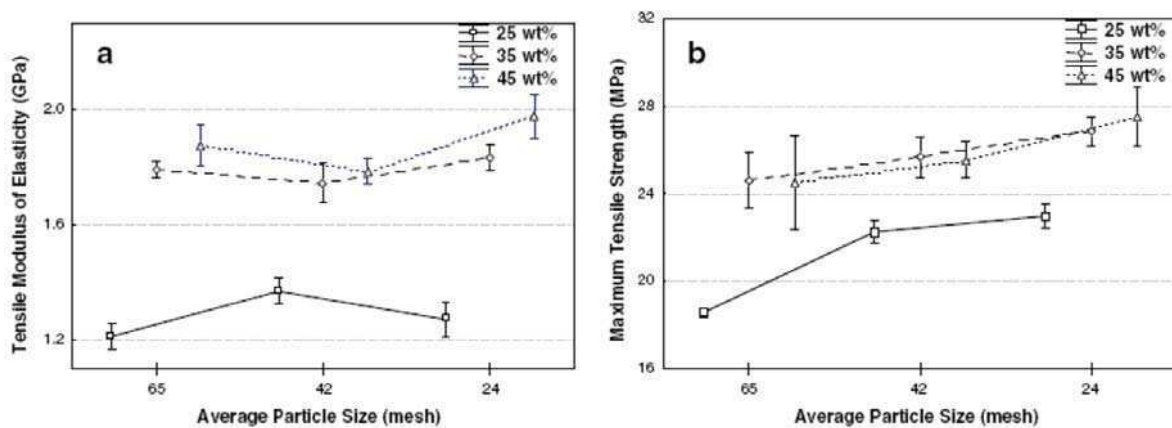 a
25 wt%
35 wt%
45 wt%
Tensile Modulus of Elasticity (GPa)
2.0
1.6
1.2
65
42
24
Average Particle Size (mesh)
b
25 wt%
35 wt%
45 wt%
Maximum Tensile Strength (MPa)
32
28
24
20
16
65
42
24
Average Particle Size (mesh)